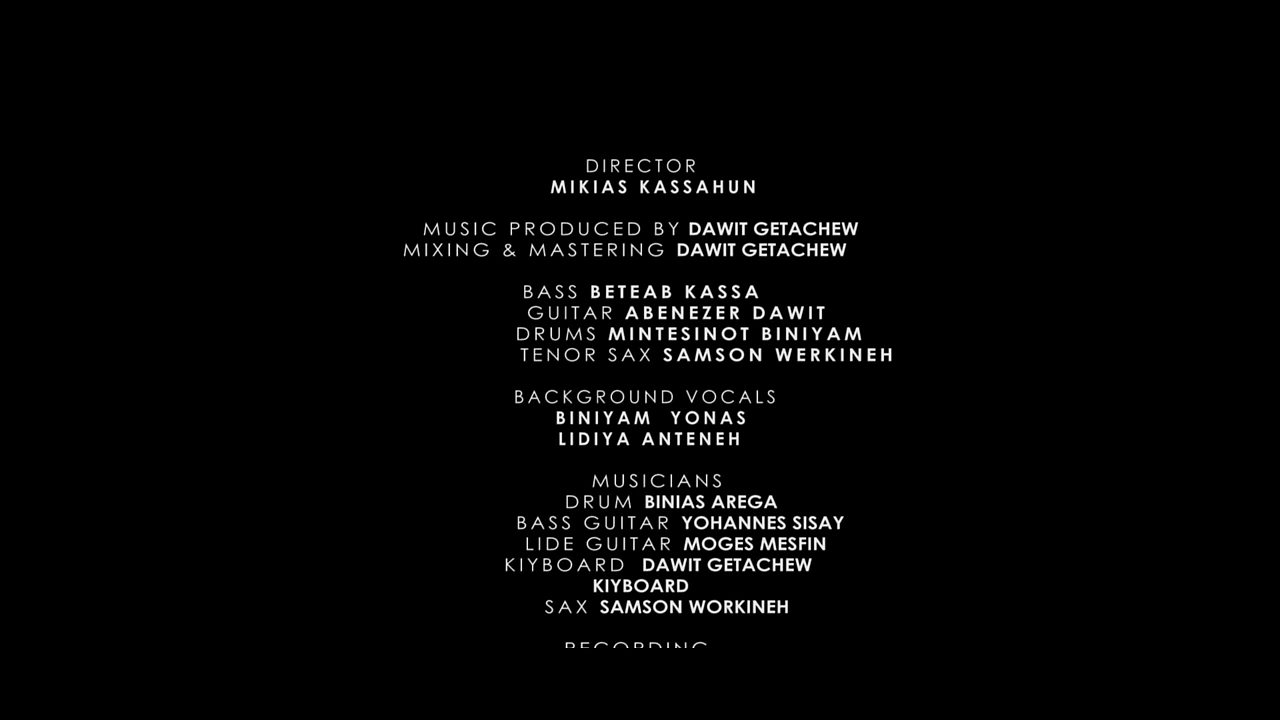 DIRECTOR
MIKIAS KASSAHUN
MUSIC PRODUCED BY DAWIT GETACHEW
MIXING & MASTERING DAWIT GETACHEW
BASS BETEAB KASSA
GUITAR ABENEZER DAWIT
DRUMS MINTESINOT BINIYAM
TENOR SAX SAMSON WERKINEH
BACKGROUND VOCALS
BINIYAM YONAS
LIDIYA ANTENEH
MUSICIANS
DRUM BINIAS AREGA
BASS GUITAR YOHANNES SISAY
LIDE GUITAR MOGES MESFIN
KIYBOARD DAWIT GETACHEW
KIYBOARD
SAX SAMSON WORKINEH
RECORDING